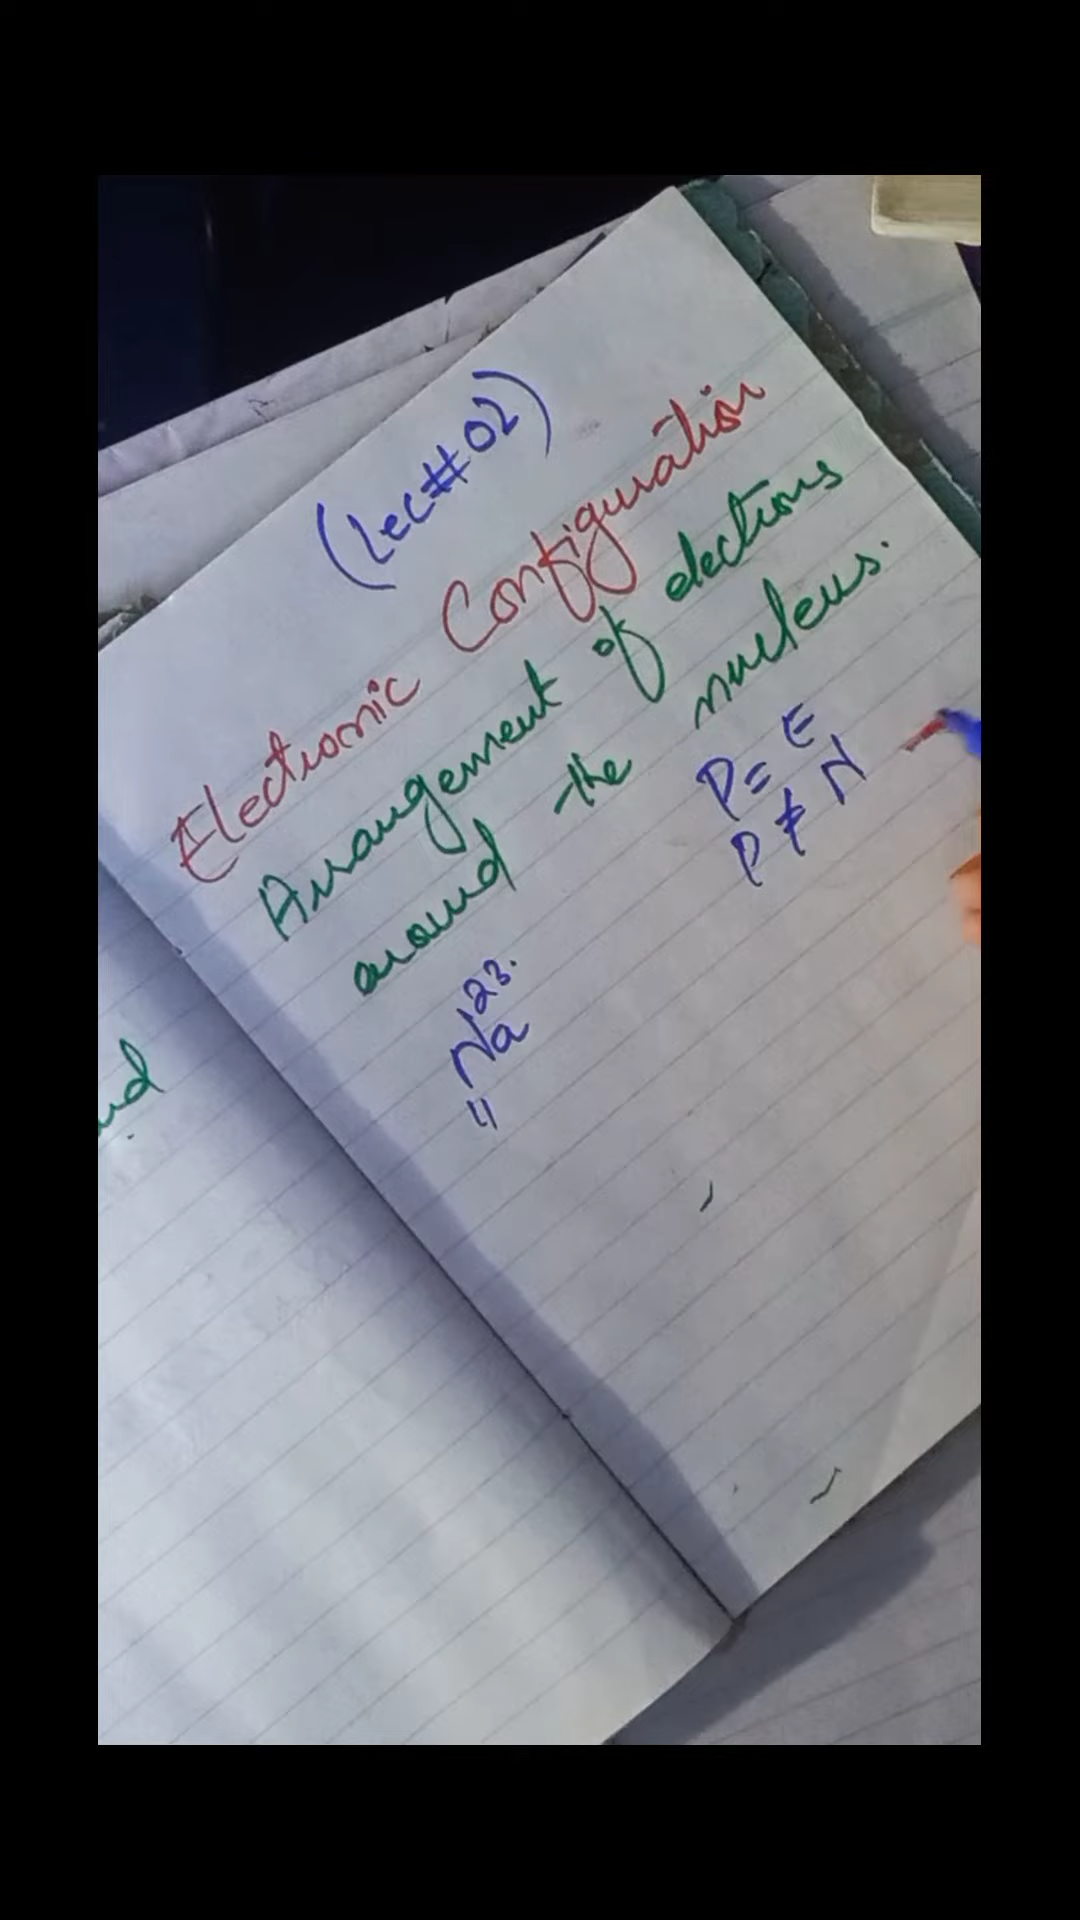 (Lec#02)
Electronic Configuration
Arrangement of electrons
around the nucleus.
P = E
P ≠ N
23.
Na
11